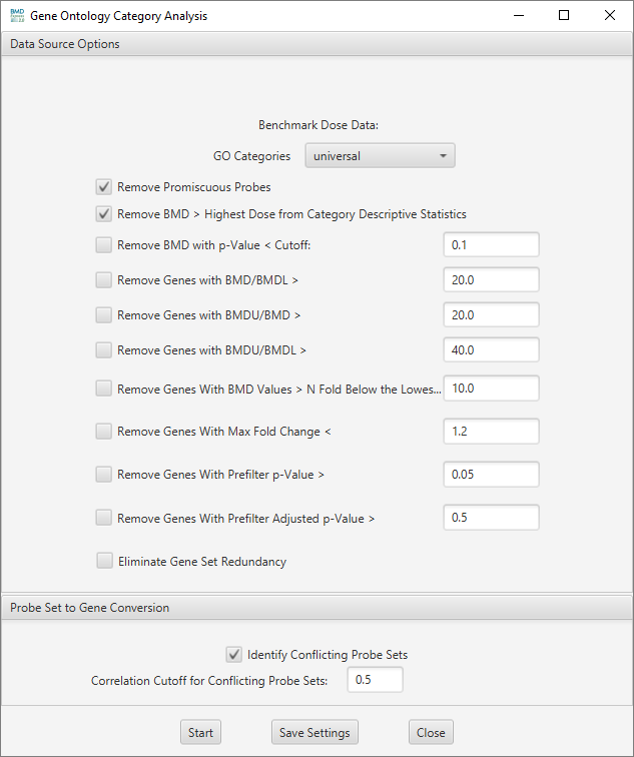 Gene Ontology Category Analysis
Data Source Options
Benchmark Dose Data:
GO Categories universal
Remove Promiscuous Probes
Remove BMD > Highest Dose from Category Descriptive Statistics
Remove BMD with p-Value < Cutoff: 0.1
Remove Genes with BMD/BMDL > 20.0
Remove Genes with BMDU/BMD > 20.0
Remove Genes with BMDU/BMDL > 40.0
Remove Genes With BMD Values > N Fold Below the Lowes... 10.0
Remove Genes With Max Fold Change < 1.2
Remove Genes With Prefilter p-Value > 0.05
Remove Genes With Prefilter Adjusted p-Value > 0.5
Eliminate Gene Set Redundancy
Probe Set to Gene Conversion
Identify Conflicting Probe Sets
Correlation Cutoff for Conflicting Probe Sets: 0.5
Start Save Settings Close